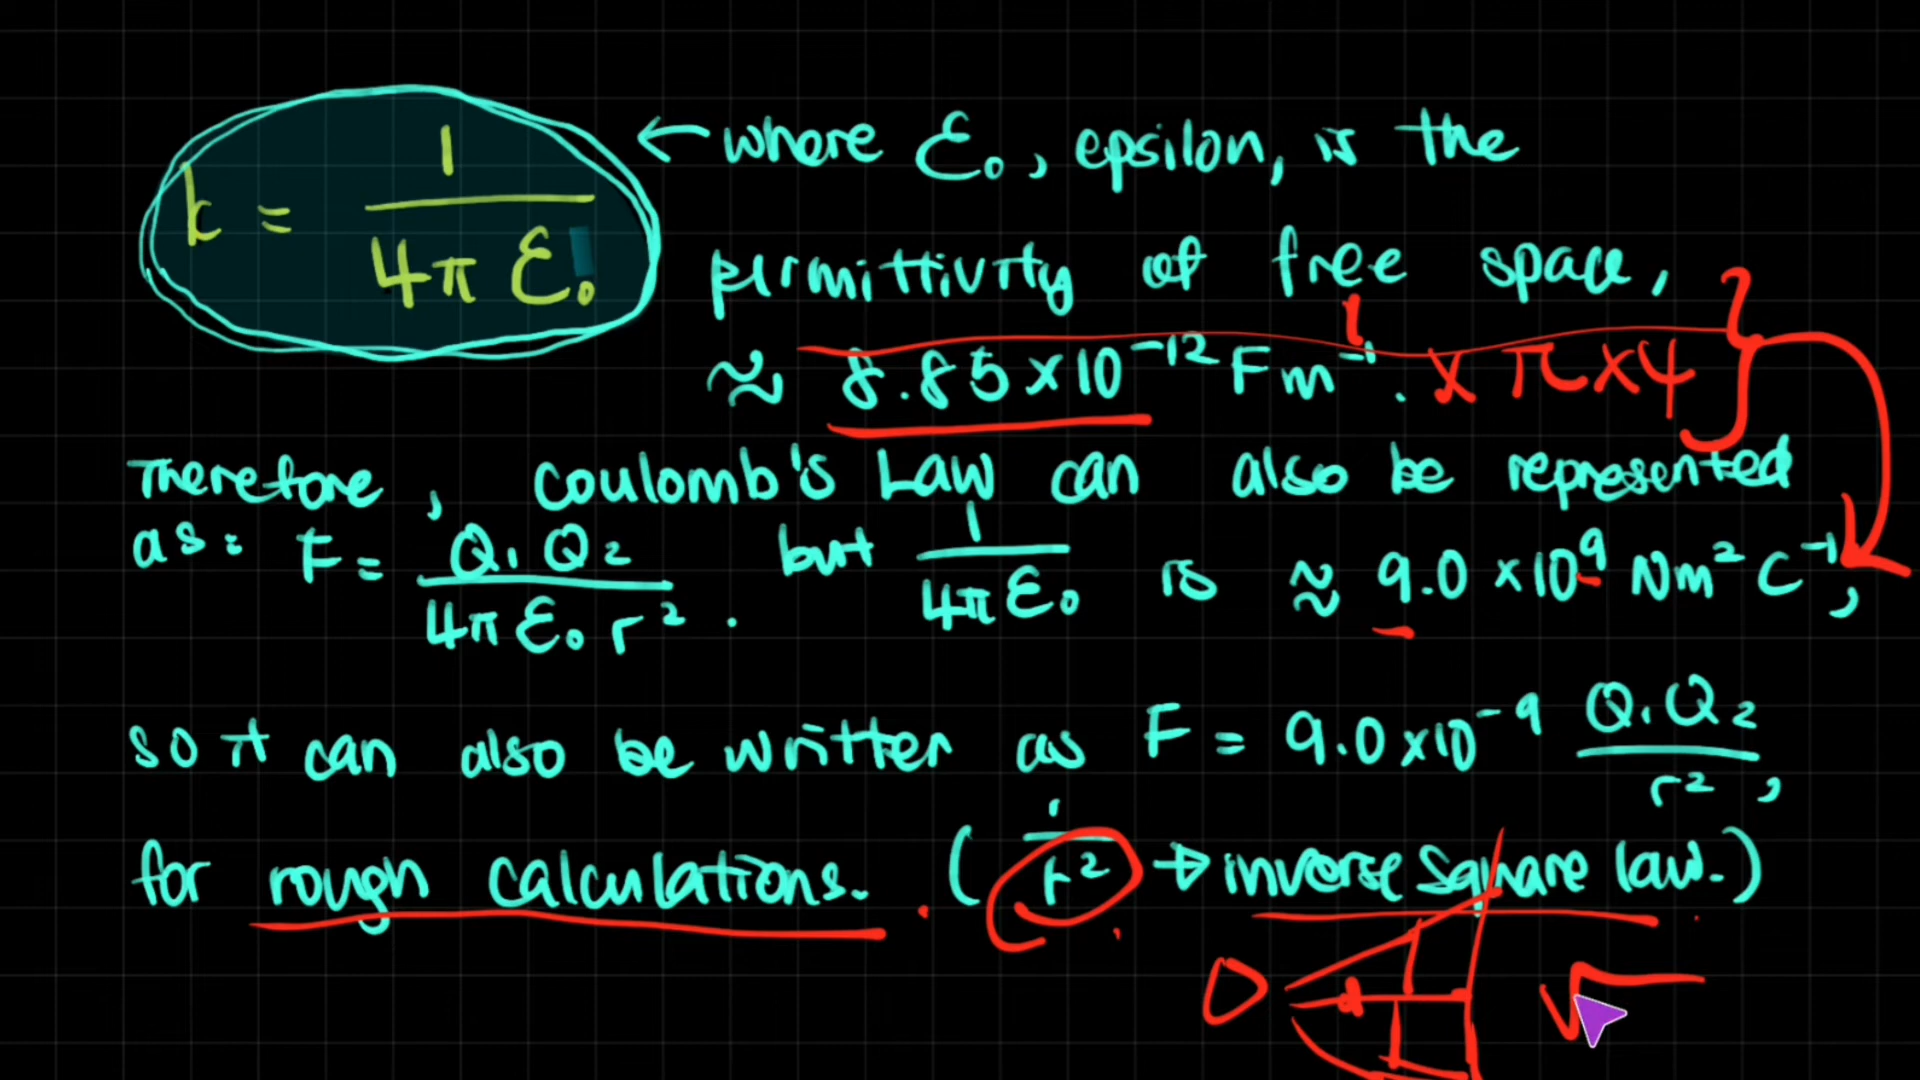 k = 1 / 4π ε₀ ← where ε₀, epsilon, is the
permittivity of free space,
≈ 8.85×10⁻¹² Fm⁻¹. × π × 4
1
Therefore, Coulomb's Law can also be represented
as: F = Q₁Q₂ / 4π ε₀ r². but 1 / 4π ε₀ is ≈ 9.0 ×10⁹ Nm² C⁻¹,
so it can also be written as F = 9.0×10⁻⁹ Q₁Q₂ / r²,
for rough calculations. (1 / r² → inverse square law.)